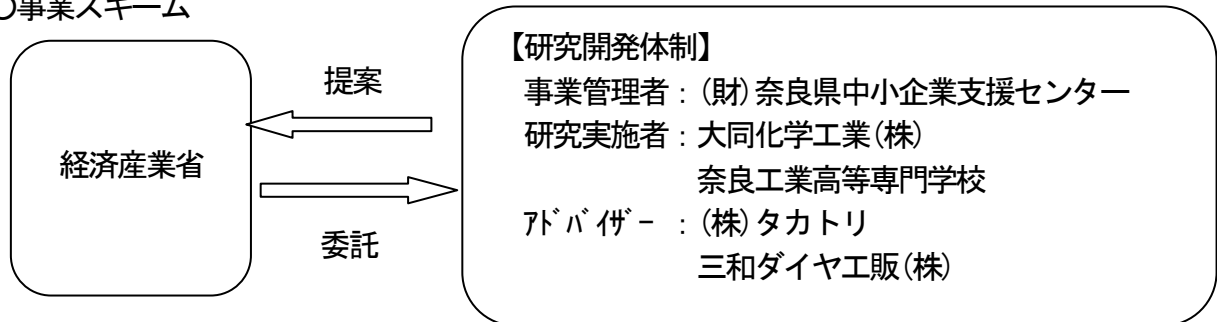 〇事業スキーム
【研究開発体制】
提案
事業管理者：(財)奈良県中小企業支援センター
研究実施者：大同化学工業(株)
経済産業省
奈良工業高等専門学校
ｱﾄﾞﾊﾞｲｻﾞｰ ：(株)タカトリ
委託
三和ダイヤ工販(株)